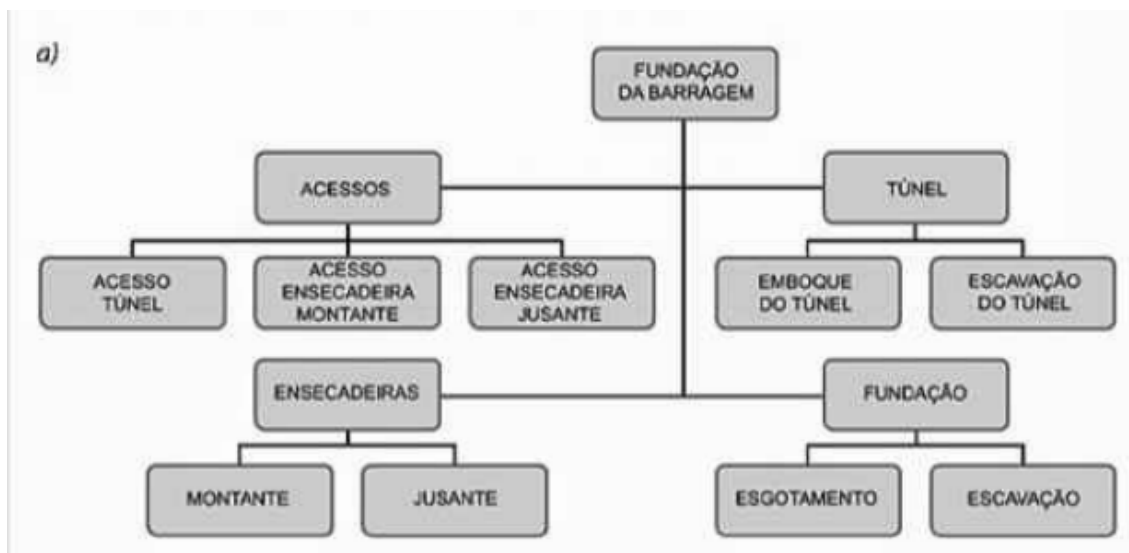 a)
FUNDAÇÃO
DA BARRAGEM
ACESSOS
TÚNEL
ACESSO
TÚNEL
ACESSO
ENSECADEIRA
MONTANTE
ACESSO
ENSECADEIRA
JUSANTE
EMBOQUE
DO TÚNEL
ESCAVAÇÃO
DO TÚNEL
ENSECADEIRAS
FUNDAÇÃO
MONTANTE
JUSANTE
ESGOTAMENTO
ESCAVAÇÃO